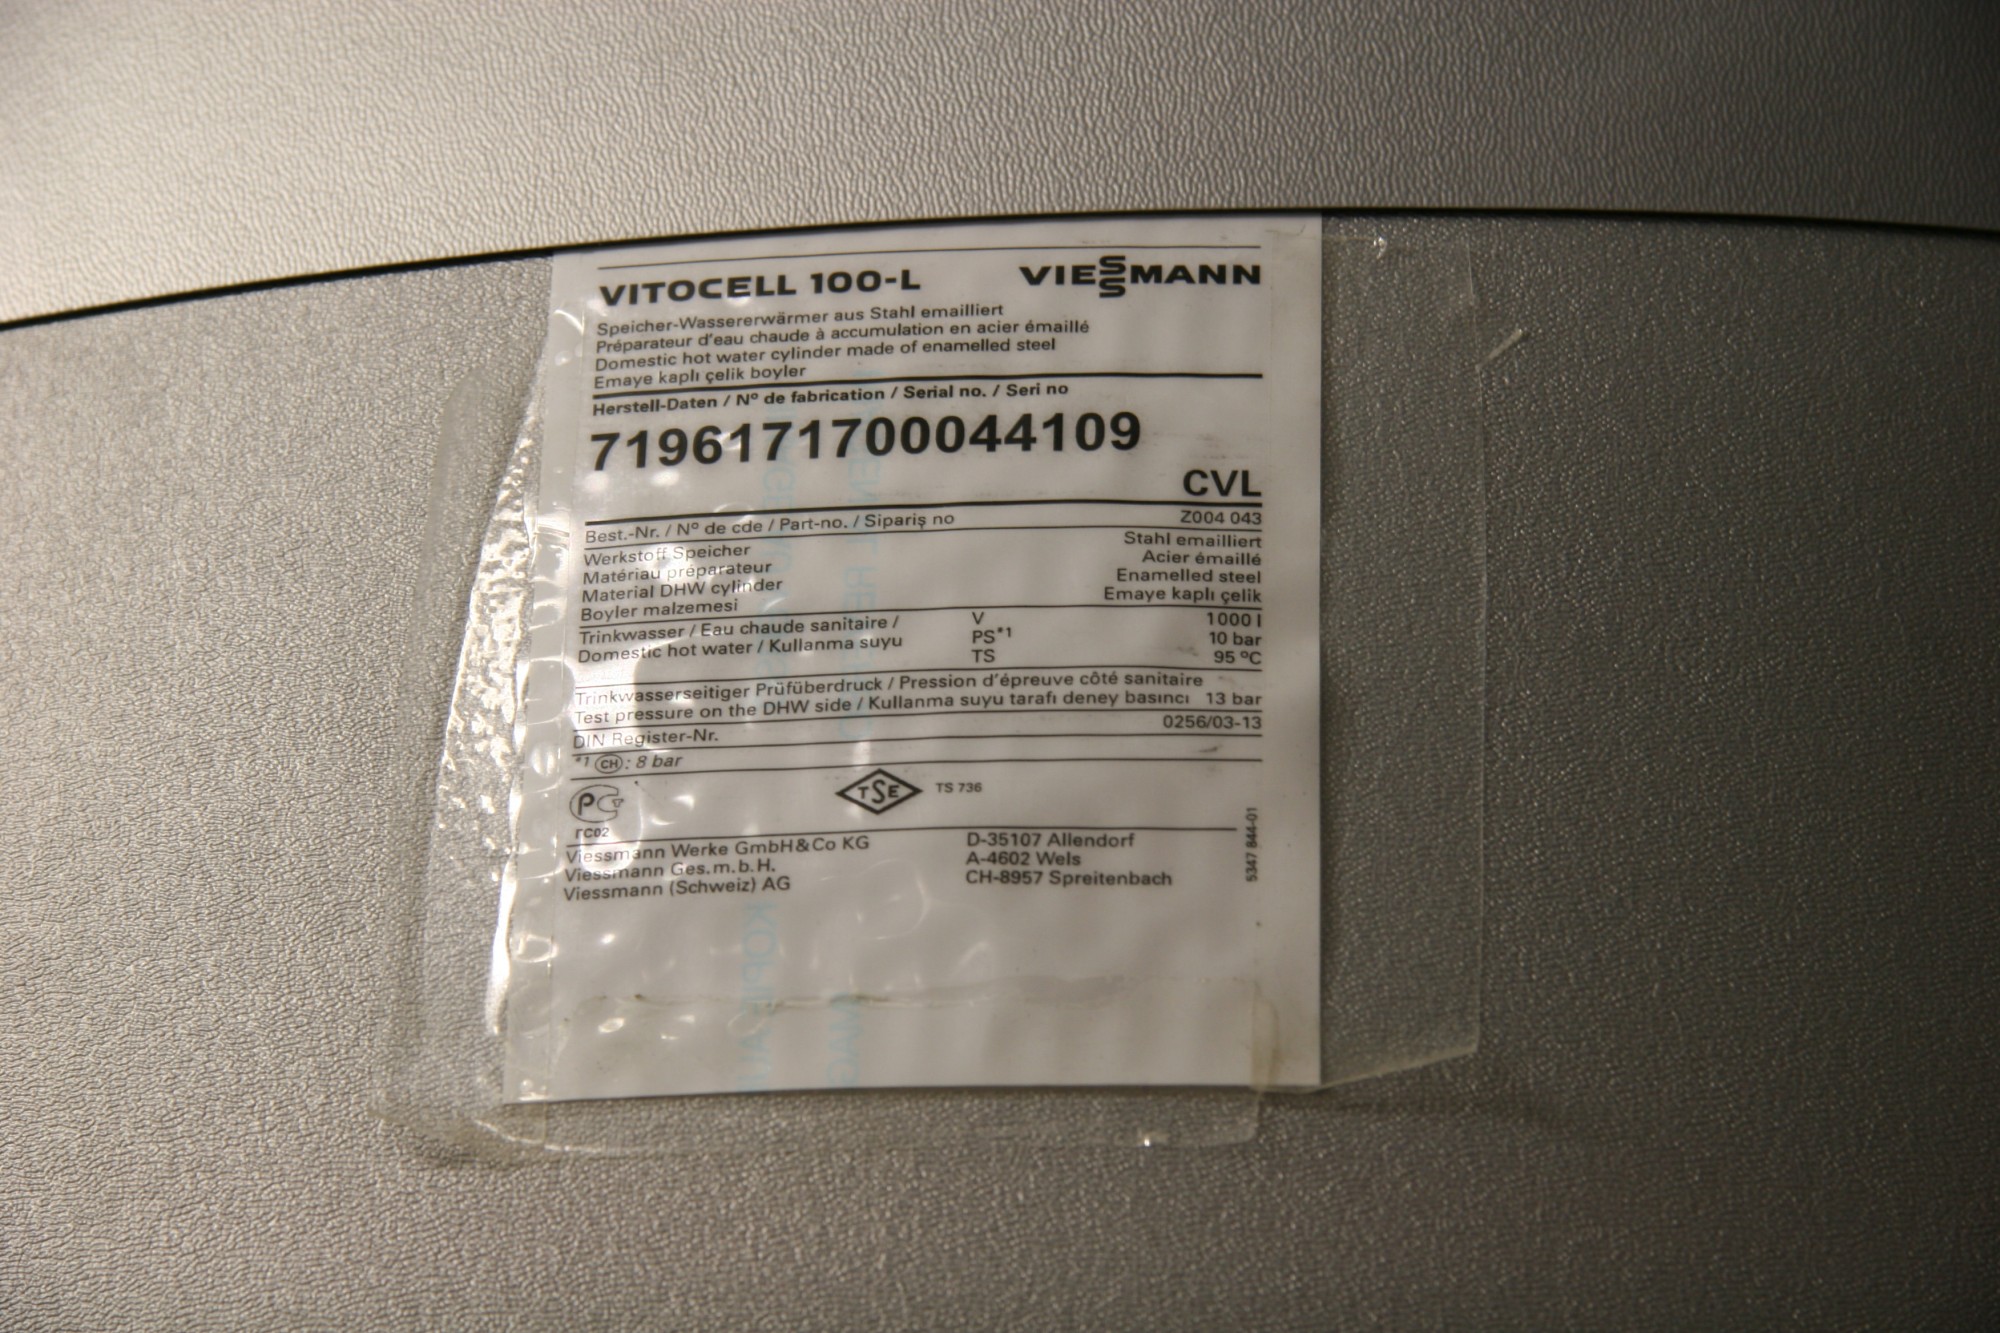 VITOCELL 100-L VIESSMANN
Speicher-Wassererwärmer aus Stahl emailliert
Préparateur d'eau chaude à accumulation en acier émaillé
Domestic hot water cylinder made of enamelled steel
Emaye kaplı çelik boyler
Herstell-Daten / Nº de fabrication / Serial no. / Seri no
7196171700044109
CVL
Best.-Nr. / Nº de cde / Part-no. / Sipariş no Z004 043
Werkstoff Speicher Stahl emailliert
Matériau préparateur Acier émaillé
Material DHW cylinder Enamelled steel
Boyler malzemesi Emaye kaplı çelik
Trinkwasser / Eau chaude sanitaire / V 1000 l
Domestic hot water / Kullanma suyu PS*1 10 bar
TS 95 ºC
Trinkwasserseitiger Prüfüberdruck / Pression d'épreuve côté sanitaire
Test pressure on the DHW side / Kullanma suyu tarafı deney basıncı 13 bar
DIN Register-Nr. 0256/03-13
*1 CH: 8 bar
TSE TS 736
ГС02
Viessmann Werke GmbH&Co KG D-35107 Allendorf
Viessmann Ges.m.b.H. A-4602 Wels
Viessmann (Schweiz) AG CH-8957 Spreitenbach
5347 844-01